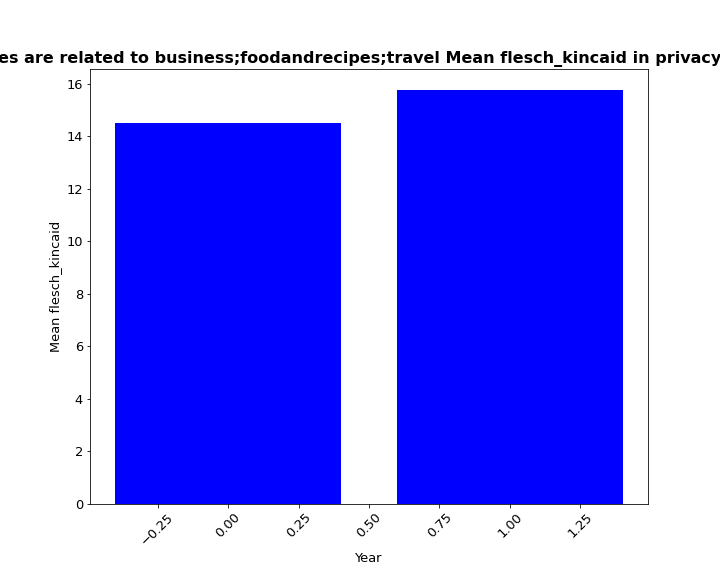 es are related to business;foodandrecipes;travel Mean flesch_kincaid in privacy
16
14
12
10
8
6
4
2
0
Mean flesch_kincaid
−0.25 0.00 0.25 0.50 0.75 1.00 1.25
Year